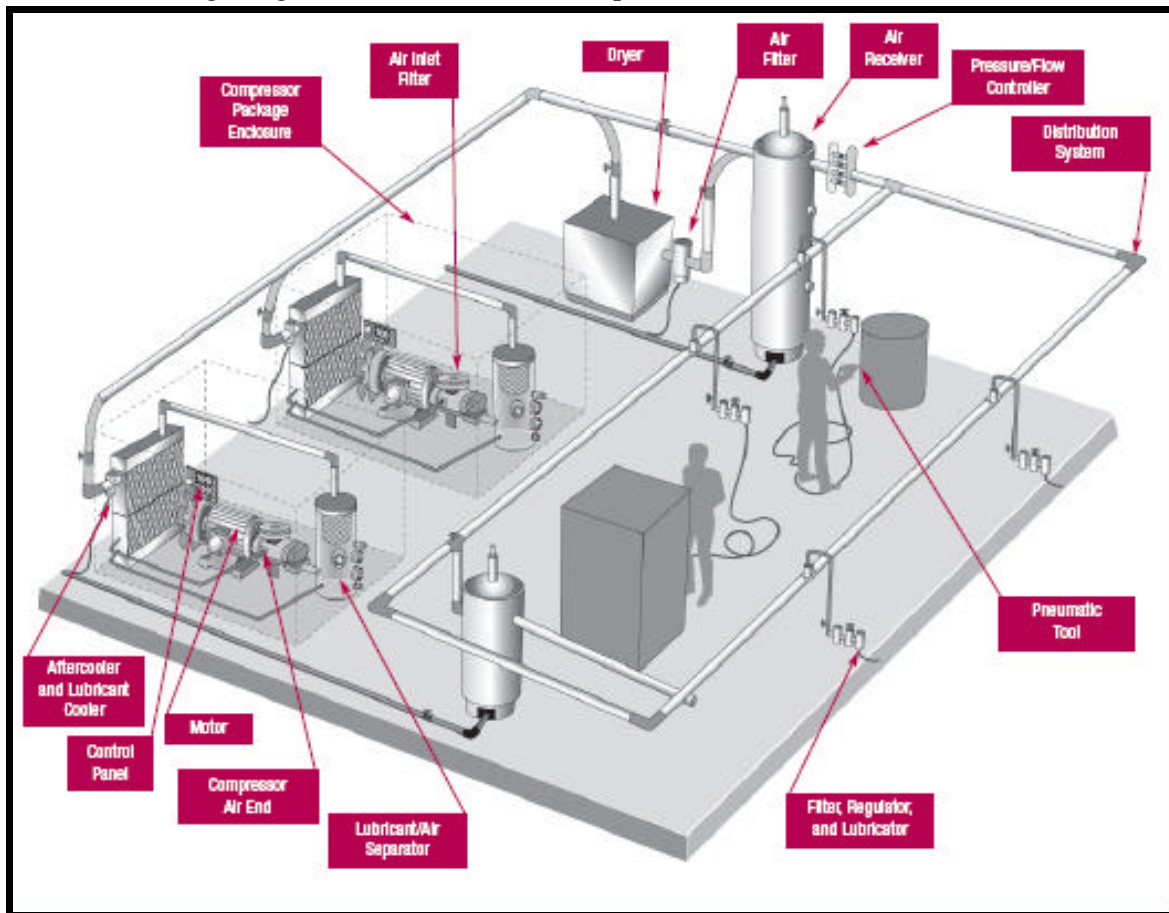 Air Inlet
Filter
Dryer
Air
Filter
Air
Receiver
Pressure/Flow
Controller
Compressor
Package
Enclosure
Distribution
System
Pneumatic
Tool
Aftercooler
and Lubricant
Cooler
Motor
Control
Panel
Compressor
Air End
Lubricant/Air
Separator
Filter, Regulator,
and Lubricator